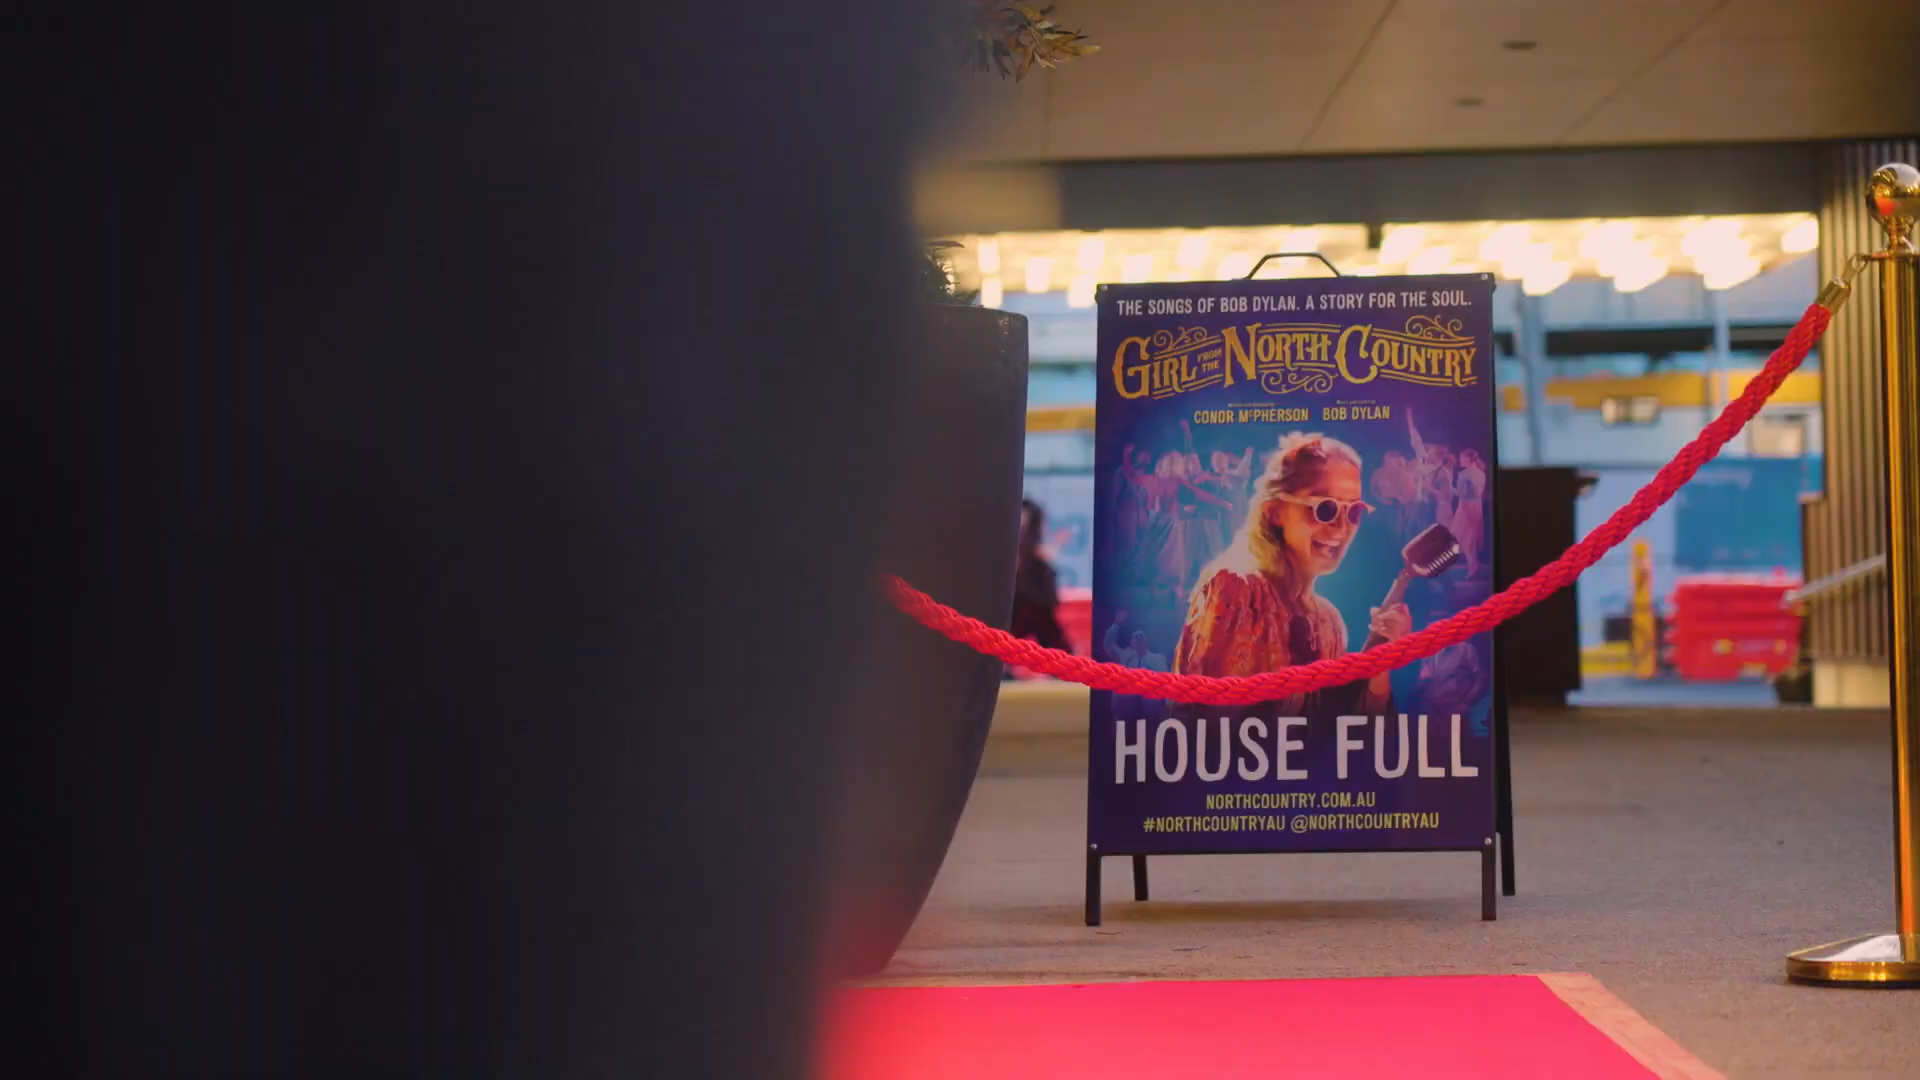 THE SONGS OF BOB DYLAN. A STORY FOR THE SOUL.
GIRL FROM THE NORTH COUNTRY
CONOR McPHERSON BOB DYLAN
HOUSE FULL
NORTHCOUNTRY.COM.AU
#NORTHCOUNTRYAU @NORTHCOUNTRYAU